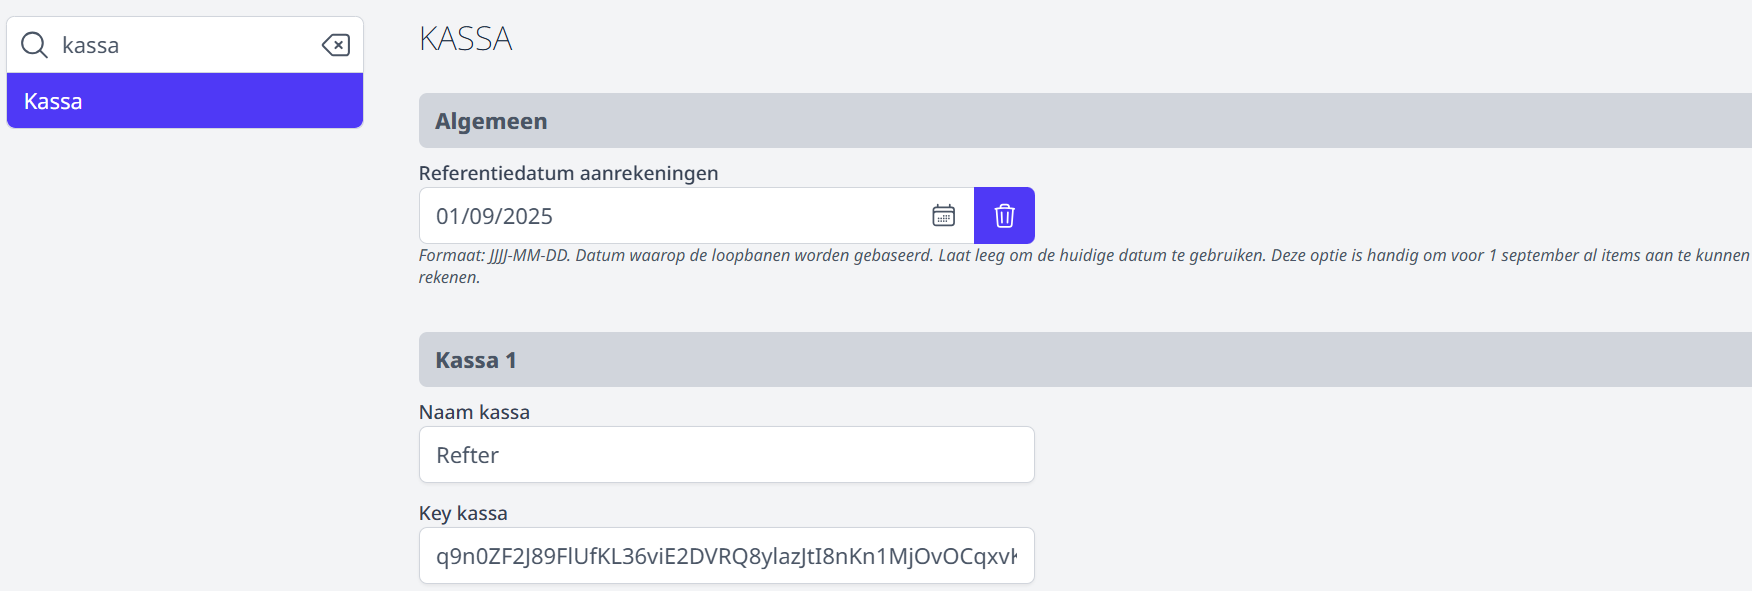 kassa
Kassa
KASSA
Algemeen
Referentiedatum aanrekeningen
01/09/2025
Formaat: JJJJ-MM-DD. Datum waarop de loopbanen worden gebaseerd. Laat leeg om de huidige datum te gebruiken. Deze optie is handig om voor 1 september al items aan te kunnen
rekenen.
Kassa 1
Naam kassa
Refter
Key kassa
q9n0ZF2J89FlUfKL36viE2DVRQ8ylazJtI8nKn1MjOvOCqxvK